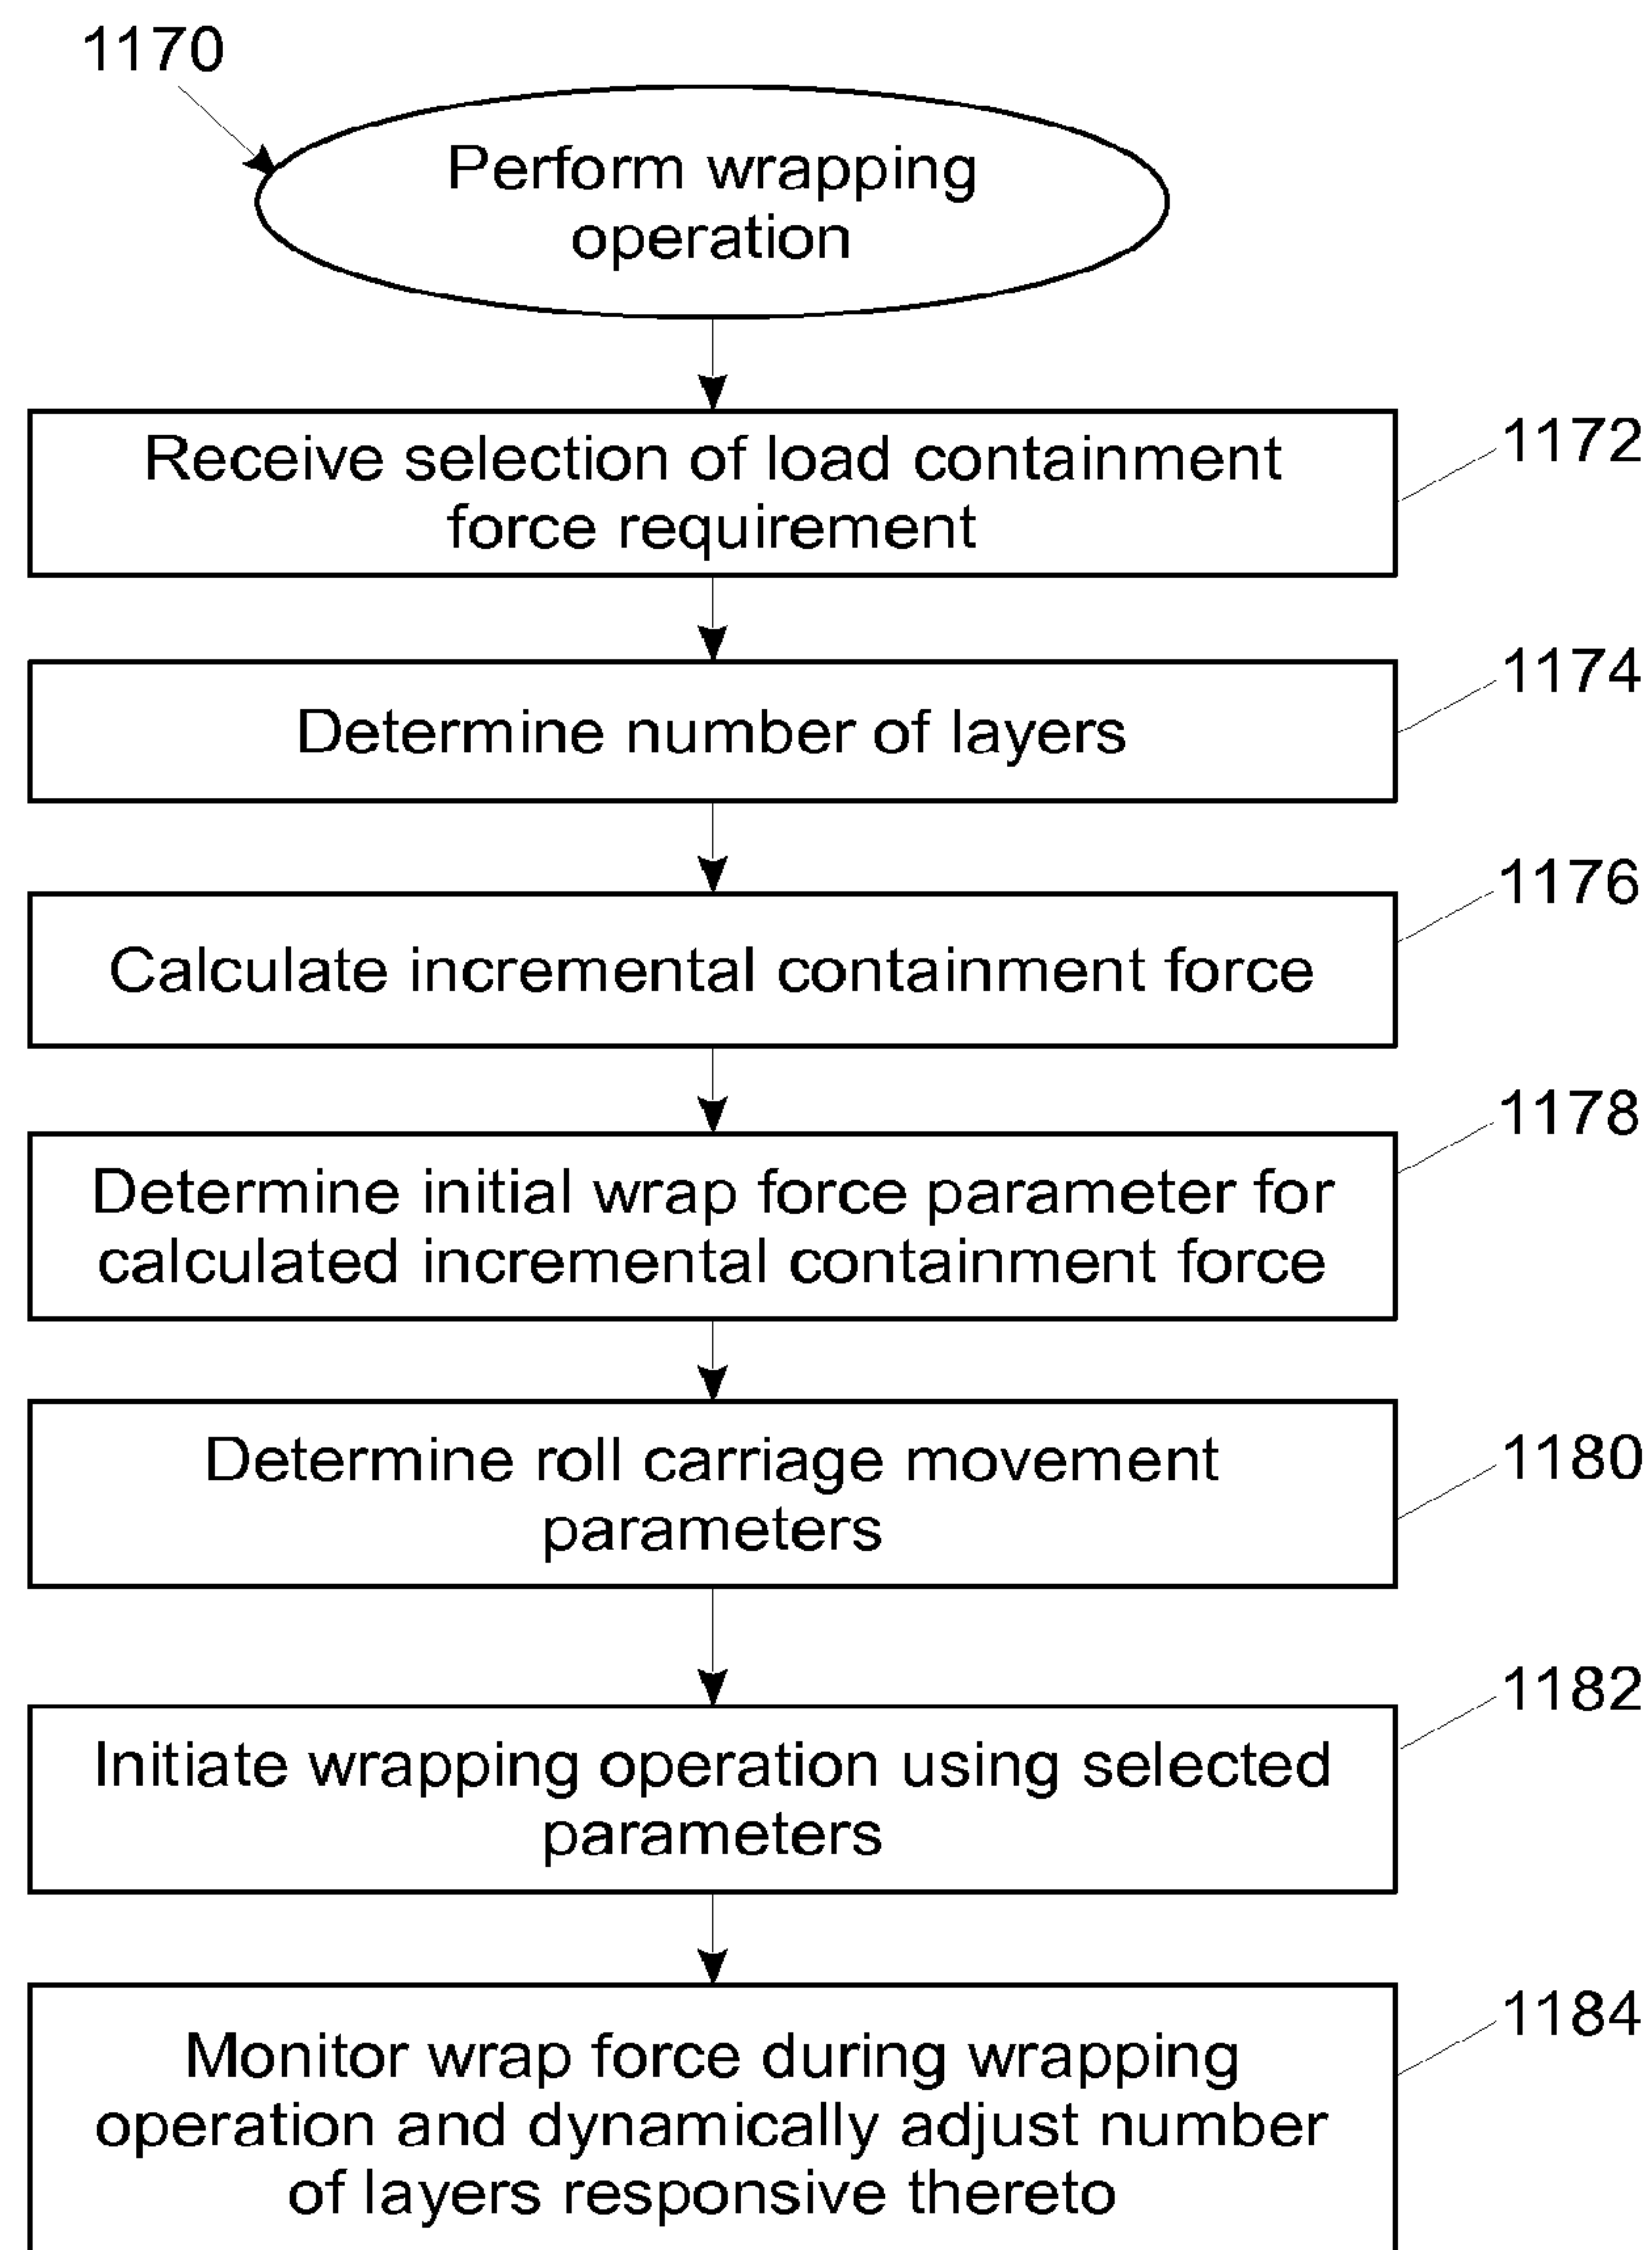 1170
Perform wrapping
operation
Receive selection of load containment
force requirement
1172
Determine number of layers
1174
Calculate incremental containment force
1176
Determine initial wrap force parameter for
calculated incremental containment force
1178
Determine roll carriage movement
parameters
1180
Initiate wrapping operation using selected
parameters
1182
Monitor wrap force during wrapping
operation and dynamically adjust number
of layers responsive thereto
1184